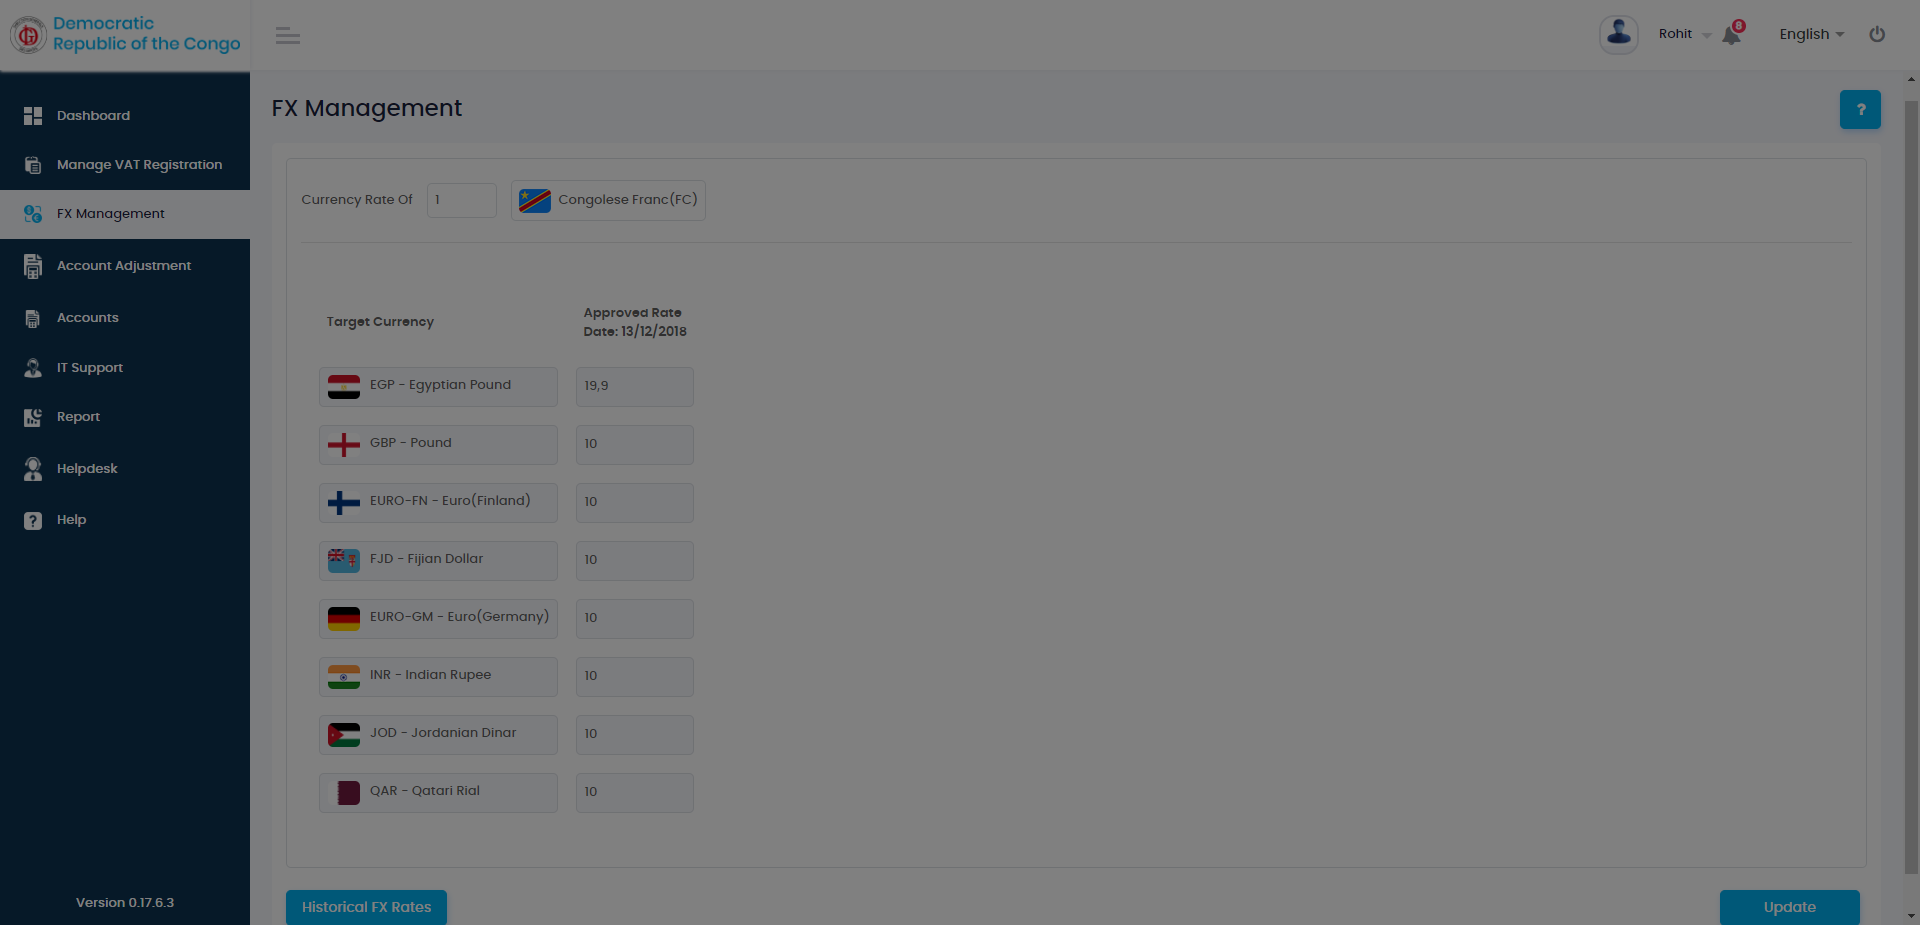 Democratic
Republic of the Congo
Rohit
8
English
Dashboard
Manage VAT Registration
FX Management
Account Adjustment
Accounts
IT Support
Report
Helpdesk
Help
Version 0.17.6.3
FX Management
?
Currency Rate Of
1
Congolese Franc(FC)
Target Currency
Approved Rate
Date: 13/12/2018
EGP - Egyptian Pound
19,9
GBP - Pound
10
EURO-FN - Euro(Finland)
10
FJD - Fijian Dollar
10
EURO-GM - Euro(Germany)
10
INR - Indian Rupee
10
JOD - Jordanian Dinar
10
QAR - Qatari Rial
10
Historical FX Rates
Update